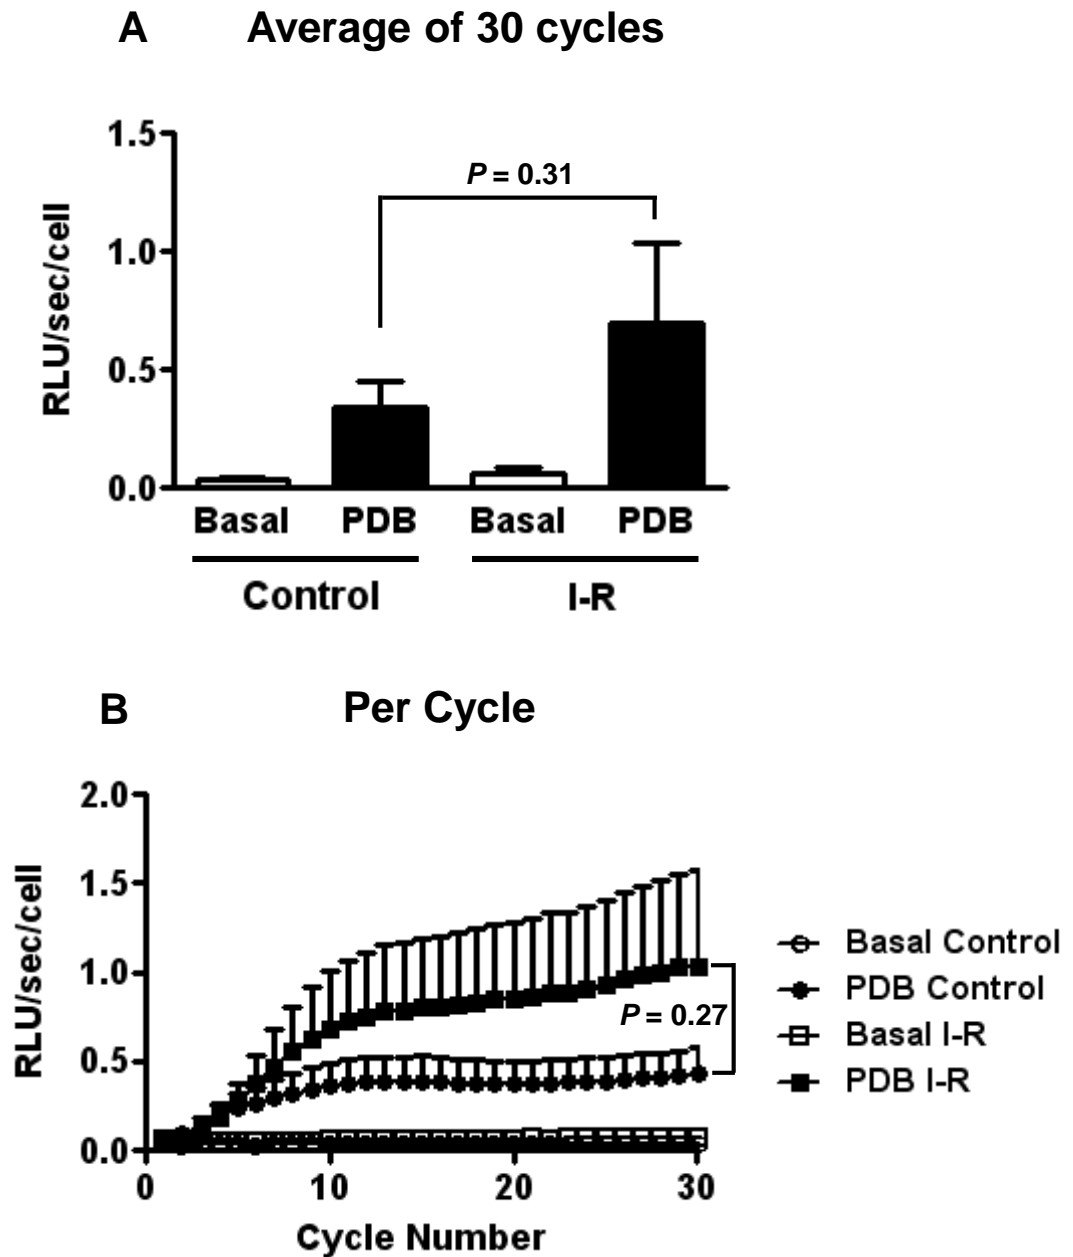 A Average of 30 cycles
1.5
P = 0.31
1.0
RLU/sec/cell
0.5
0.0
Basal PDB Basal PDB
Control I-R
B Per Cycle
2.0
1.5
RLU/sec/cell
1.0
P = 0.27
0.5
0.0
0 10 20 30
Cycle Number
Basal Control
PDB Control
Basal I-R
PDB I-R